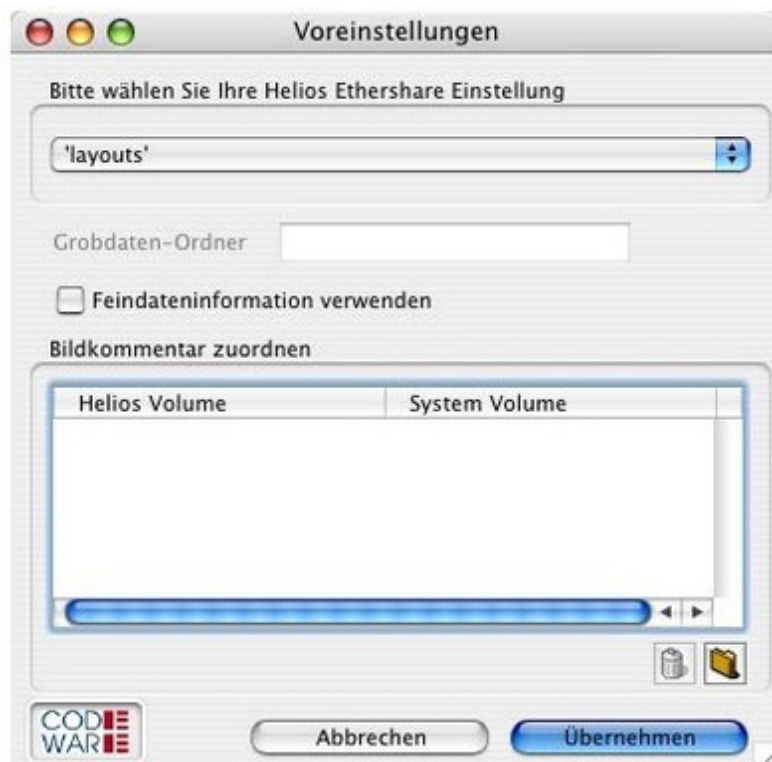 Voreinstellungen
Bitte wählen Sie Ihre Helios Ethershare Einstellung
'layouts'
Grobdaten-Ordner
Feindateninformation verwenden
Bildkommentar zuordnen
Helios Volume System Volume
CODE
WARE
Abbrechen Übernehmen